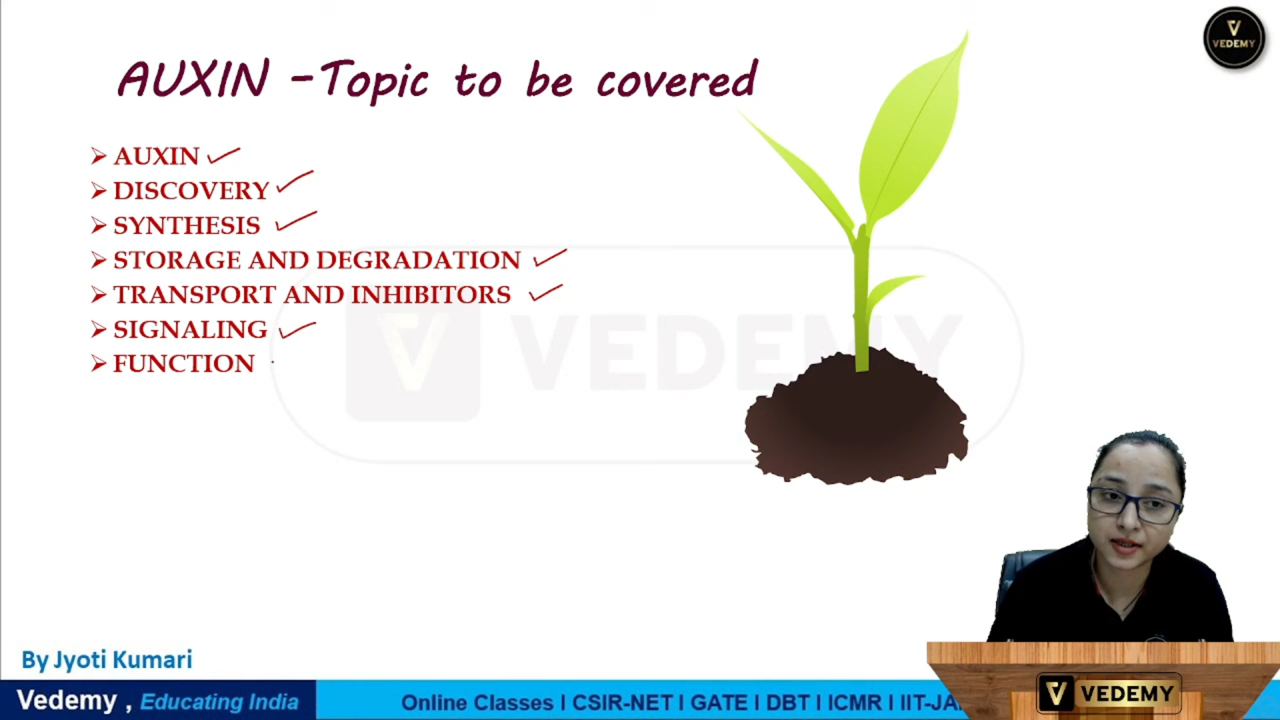 VEDEMY
AUXIN -Topic to be covered
➢ AUXIN
➢ DISCOVERY
➢ SYNTHESIS
➢ STORAGE AND DEGRADATION
➢ TRANSPORT AND INHIBITORS
➢ SIGNALING
➢ FUNCTION
VEDEMY
By Jyoti Kumari
VEDEMY
Vedemy , Educating India
Online Classes I CSIR-NET I GATE I DBT I ICMR I IIT-JA